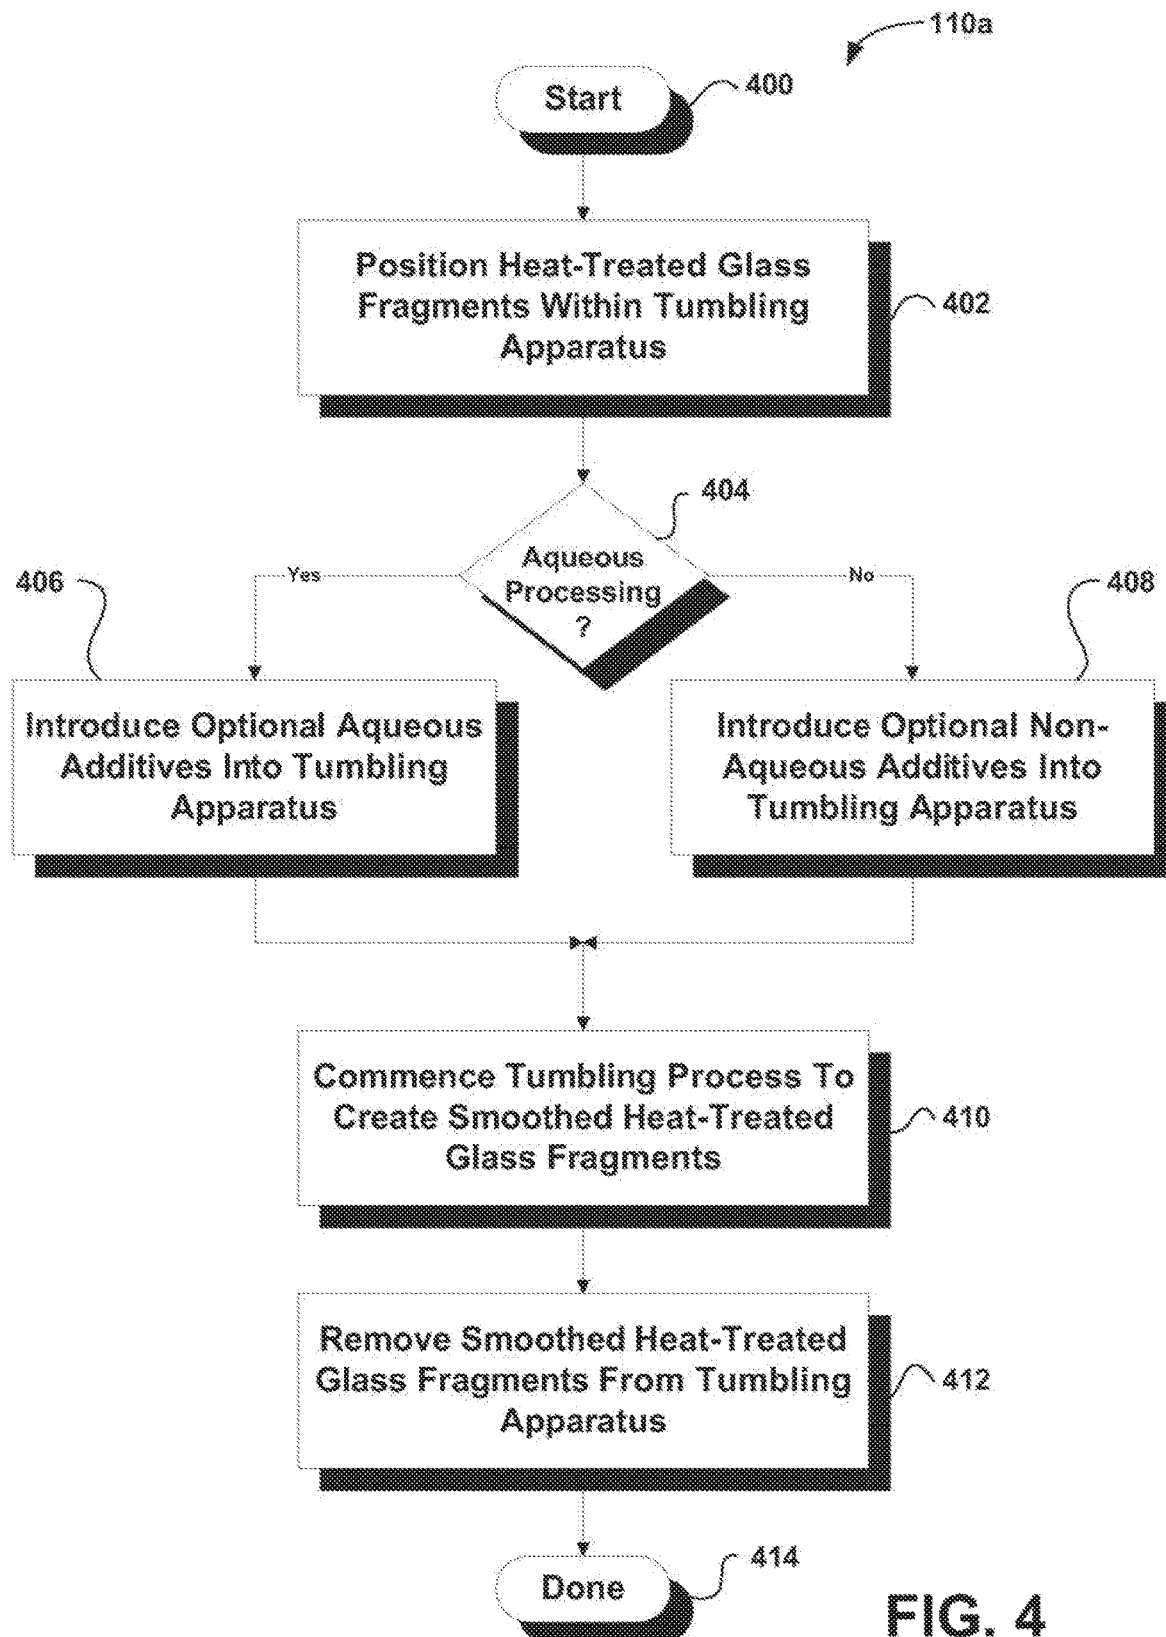 110a
Start
400
Position Heat-Treated Glass
Fragments Within Tumbling
Apparatus
402
404
Aqueous
Processing
?
Yes
No
406
408
Introduce Optional Aqueous
Additives Into Tumbling
Apparatus
Introduce Optional Non-
Aqueous Additives Into
Tumbling Apparatus
Commence Tumbling Process To
Create Smoothed Heat-Treated
Glass Fragments
410
Remove Smoothed Heat-Treated
Glass Fragments From Tumbling
Apparatus
412
Done
414
FIG. 4